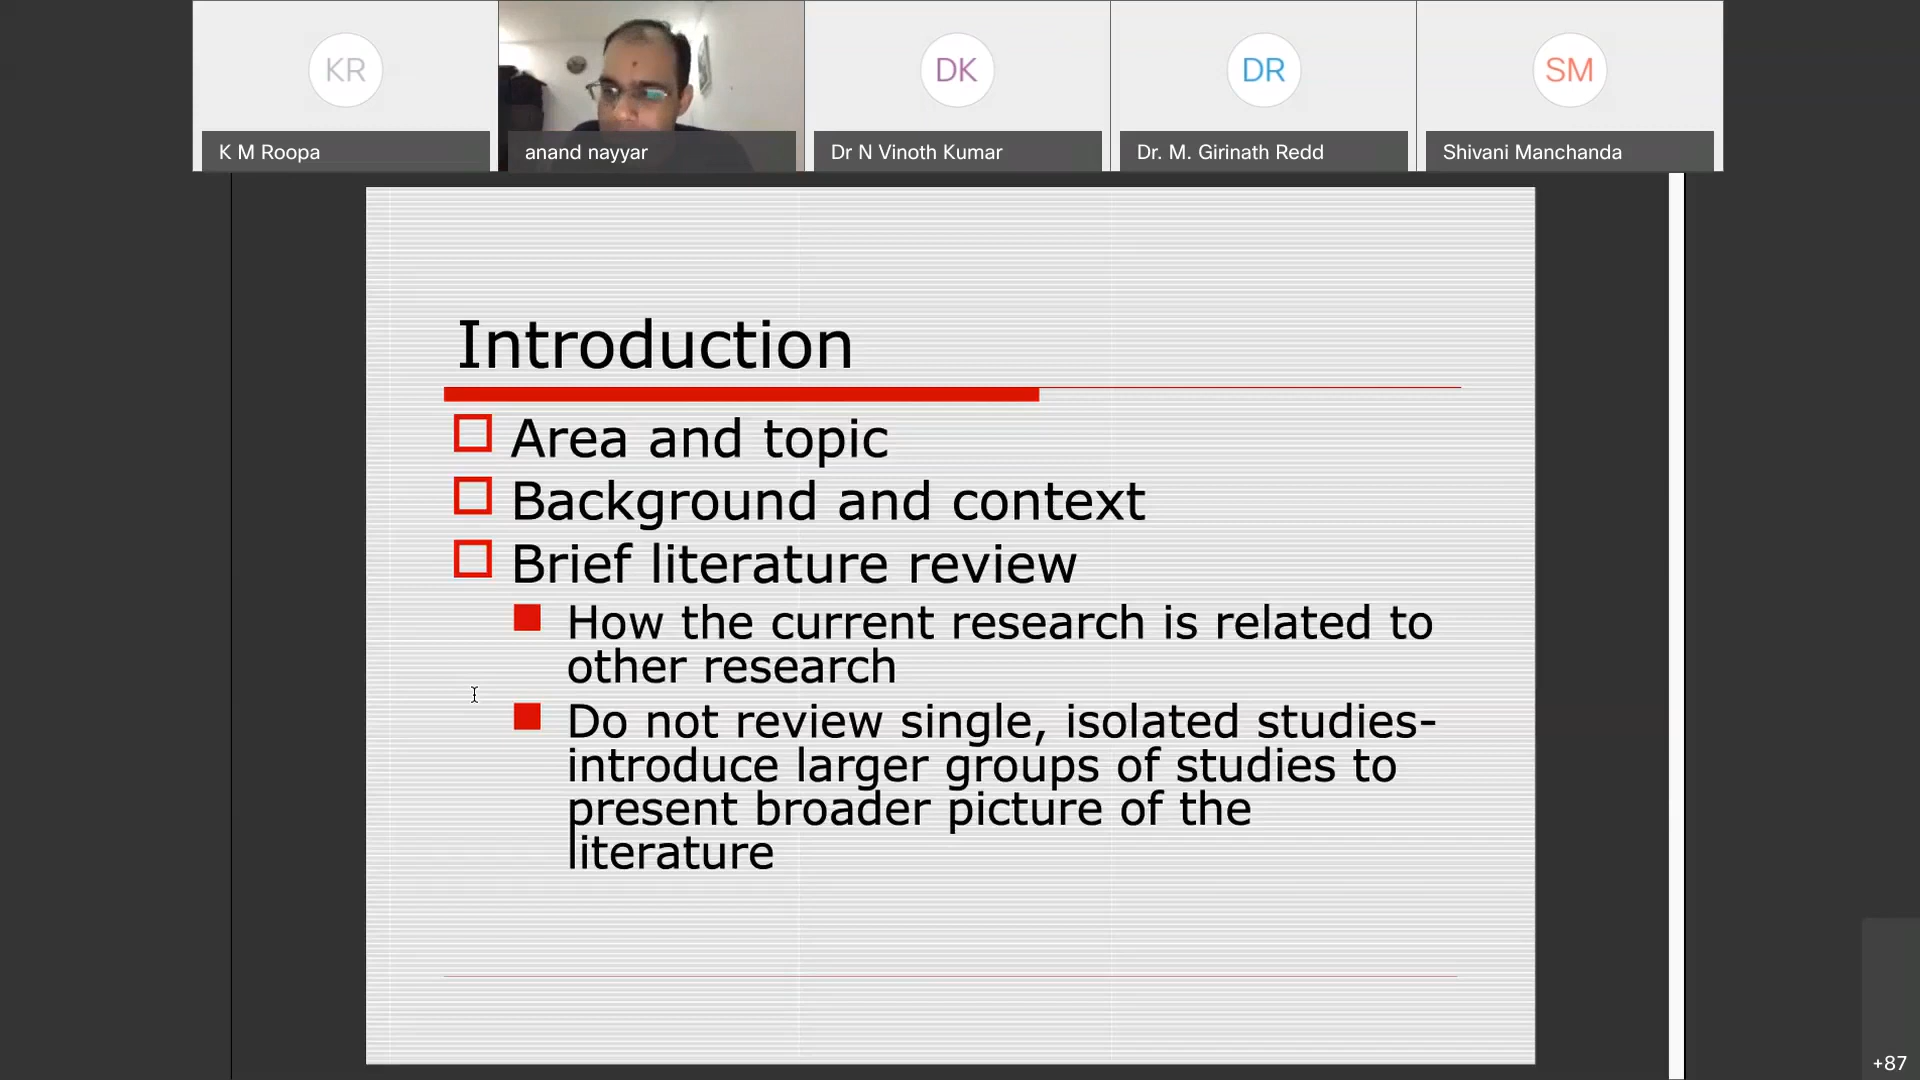 KR
DK
DR
SM
K M Roopa
anand nayyar
Dr N Vinoth Kumar
Dr. M. Girinath Redd
Shivani Manchanda
Introduction
Area and topic
Background and context
Brief literature review
How the current research is related to
other research
Do not review single, isolated studies-
introduce larger groups of studies to
present broader picture of the
literature
+87